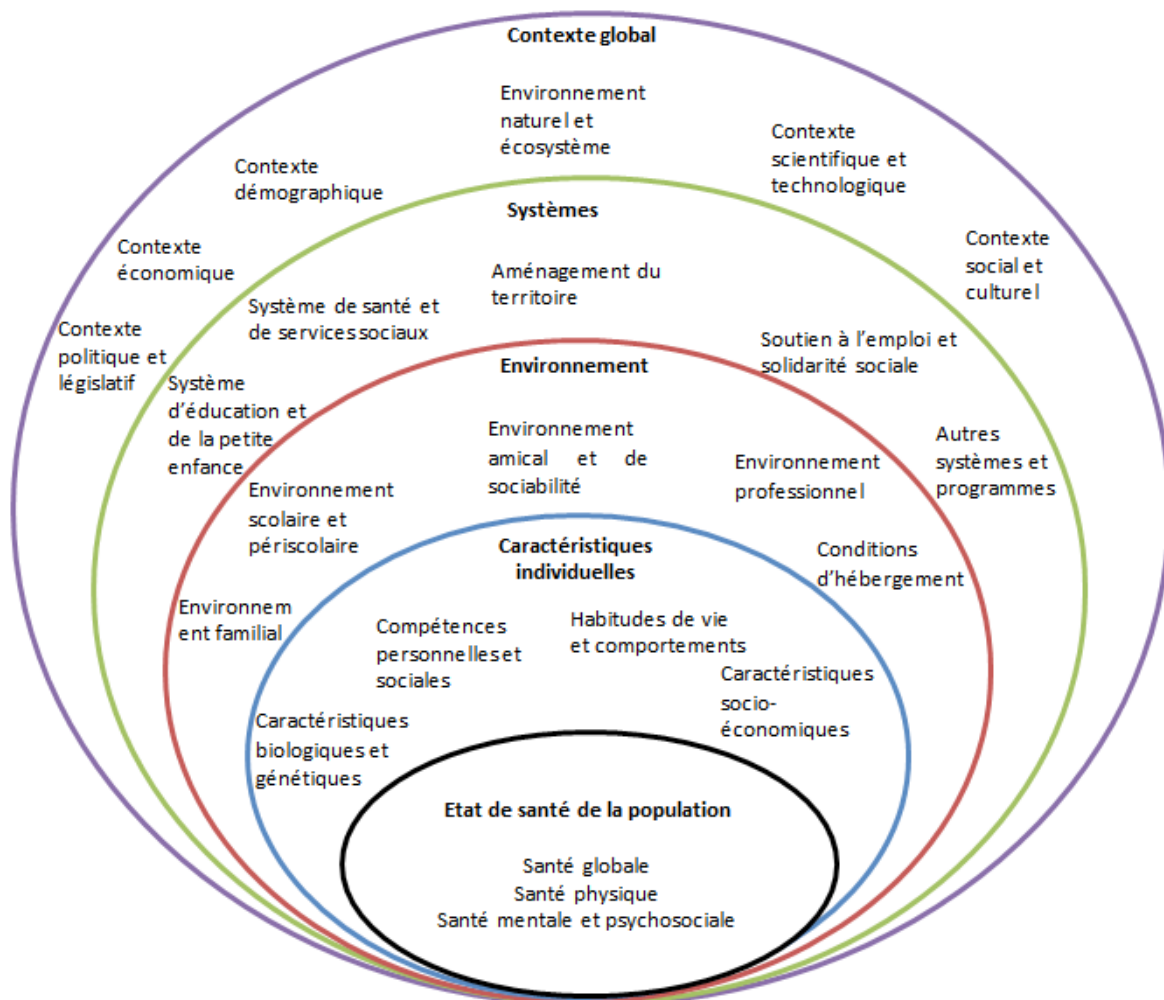 Contexte global
Environnement
naturel et
écosystème
Contexte
scientifique et
technologique
Contexte
démographique
Contexte
économique
Contexte
social et
culturel
Contexte
politique et
législatif
Systèmes
Aménagement du
territoire
Système de santé et
de services sociaux
Soutien à l’emploi et
solidarité sociale
Système
d’éducation et
de la petite
enfance
Autres
systèmes et
programmes
Environnement
Environnement
amical et de
sociabilité
Environnement
professionnel
Environnement
scolaire et
périscolaire
Conditions
d’hébergement
Environnem
ent familial
Caractéristiques
individuelles
Compétences
personnelles et
sociales
Habitudes de vie
et comportements
Caractéristiques
socio-
économiques
Caractéristiques
biologiques et
génétiques
Etat de santé de la population
Santé globale
Santé physique
Santé mentale et psychosociale